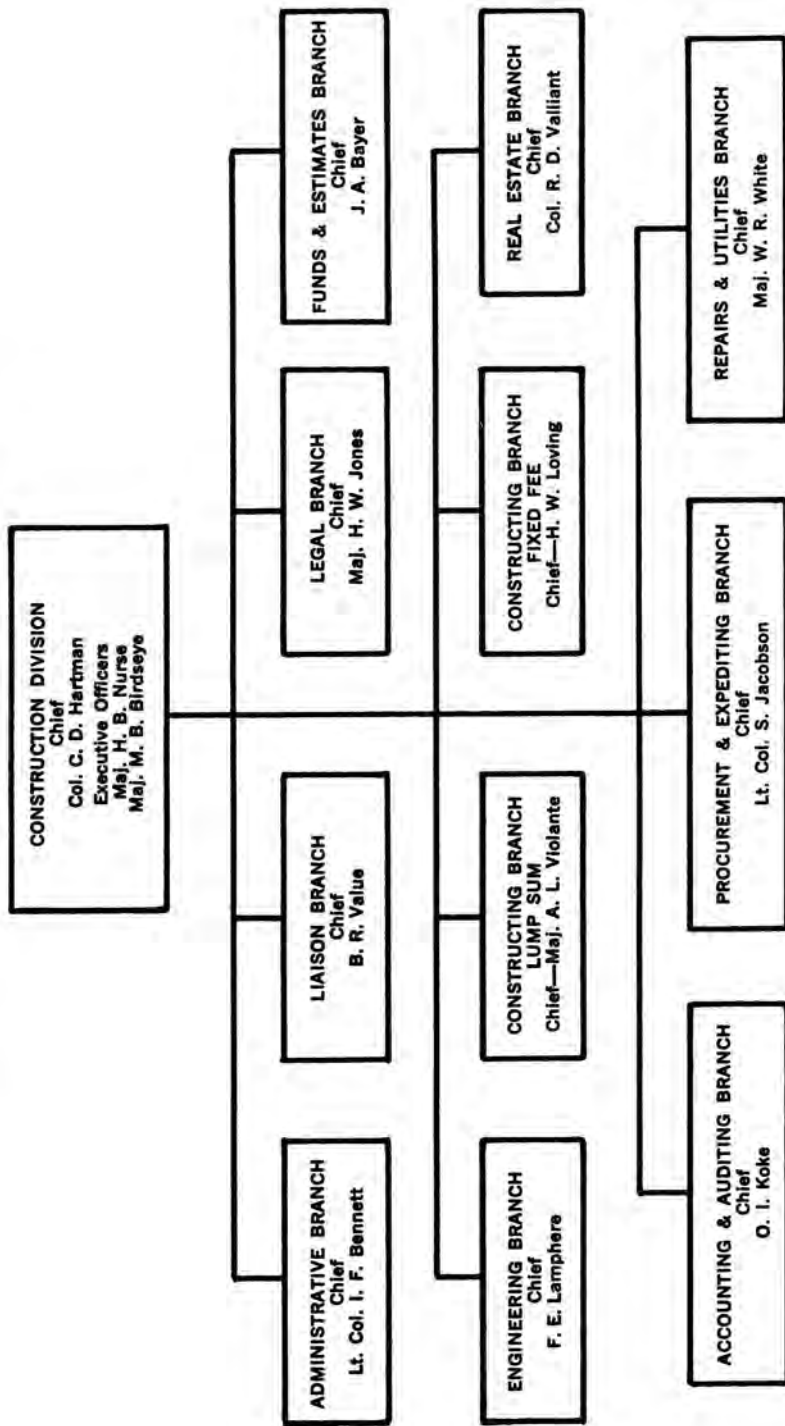 CONSTRUCTION DIVISION
Chief
Col. C. D. Hartman
Executive Officers
Maj. H. B. Nurse
Maj. M. B. Birdseye
ADMINISTRATIVE BRANCH
Chief
Lt. Col. I. F. Bennett
LIAISON BRANCH
Chief
B. R. Value
LEGAL BRANCH
Chief
Maj. H. W. Jones
FUNDS & ESTIMATES BRANCH
Chief
J. A. Bayer
ENGINEERING BRANCH
Chief
F. E. Lamphere
CONSTRUCTING BRANCH
LUMP SUM
Chief—Maj. A. L. Violante
CONSTRUCTING BRANCH
FIXED FEE
Chief—H. W. Loving
REAL ESTATE BRANCH
Chief
Col. R. D. Valliant
ACCOUNTING & AUDITING BRANCH
Chief
O. I. Koke
PROCUREMENT & EXPEDITING BRANCH
Chief
Lt. Col. S. Jacobson
REPAIRS & UTILITIES BRANCH
Chief
Maj. W. R. White